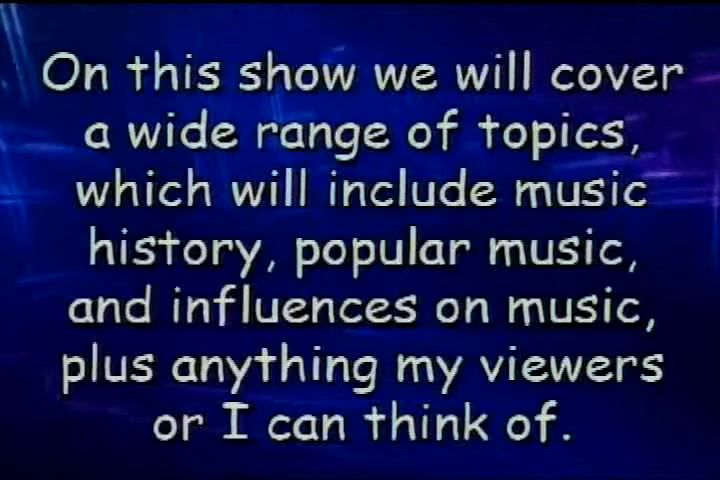 On this show we will cover
a wide range of topics,
which will include music
history, popular music,
and influences on music,
plus anything my viewers
or I can think of.